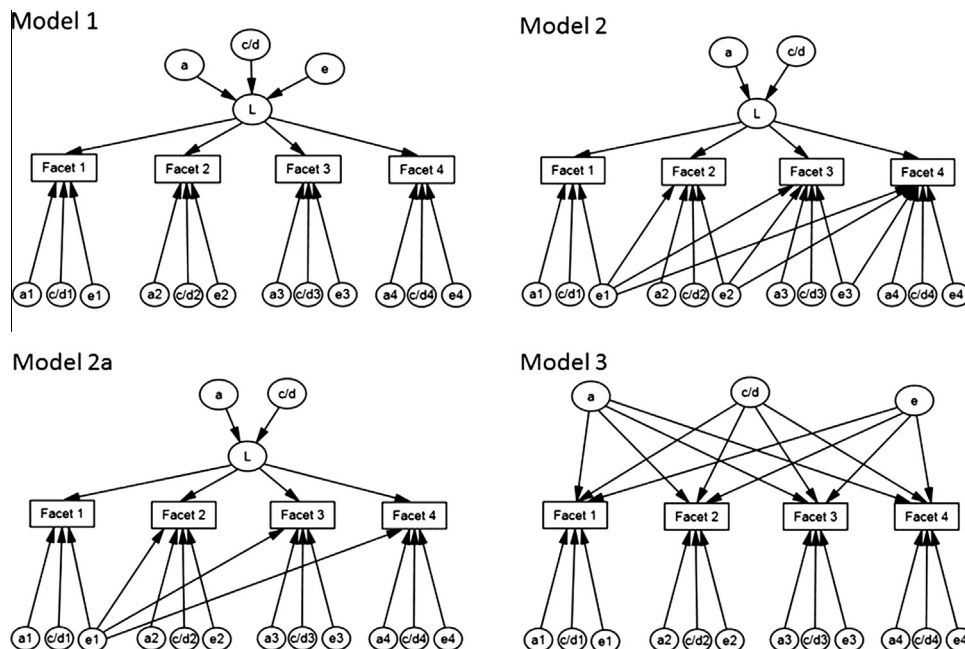 Model 1
a
c/d
e
L
Facet 1
Facet 2
Facet 3
Facet 4
a1 c/d1 e1
a2 c/d2 e2
a3 c/d3 e3
a4 c/d4 e4
Model 2
a
c/d
L
Facet 1
Facet 2
Facet 3
Facet 4
a1 c/d1 e1
a2 c/d2 e2
a3 c/d3 e3
a4 c/d4 e4
Model 2a
a
c/d
L
Facet 1
Facet 2
Facet 3
Facet 4
a1 c/d1 e1
a2 c/d2 e2
a3 c/d3 e3
a4 c/d4 e4
Model 3
a
c/d
e
Facet 1
Facet 2
Facet 3
Facet 4
a1 c/d1 e1
a2 c/d2 e2
a3 c/d3 e3
a4 c/d4 e4